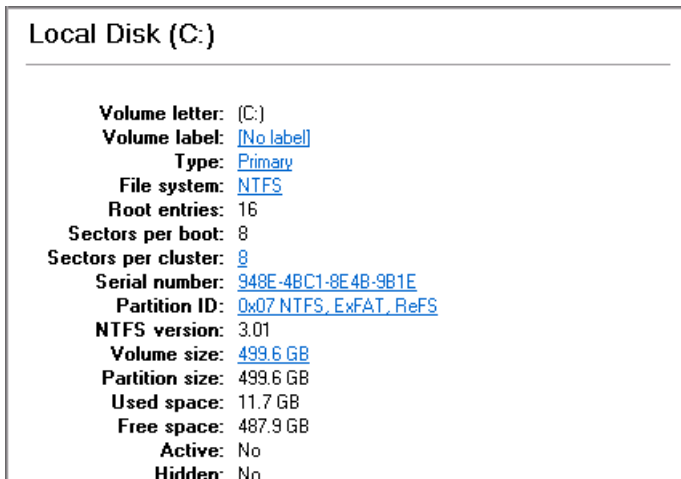 Local Disk (C:)
Volume letter: (C:)
Volume label: [No label]
Type: Primary
File system: NTFS
Root entries: 16
Sectors per boot: 8
Sectors per cluster: 8
Serial number: 948E-4BC1-8E4B-9B1E
Partition ID: 0x07 NTFS, ExFAT, ReFS
NTFS version: 3.01
Volume size: 499.6 GB
Partition size: 499.6 GB
Used space: 11.7 GB
Free space: 487.9 GB
Active: No
Hidden: No